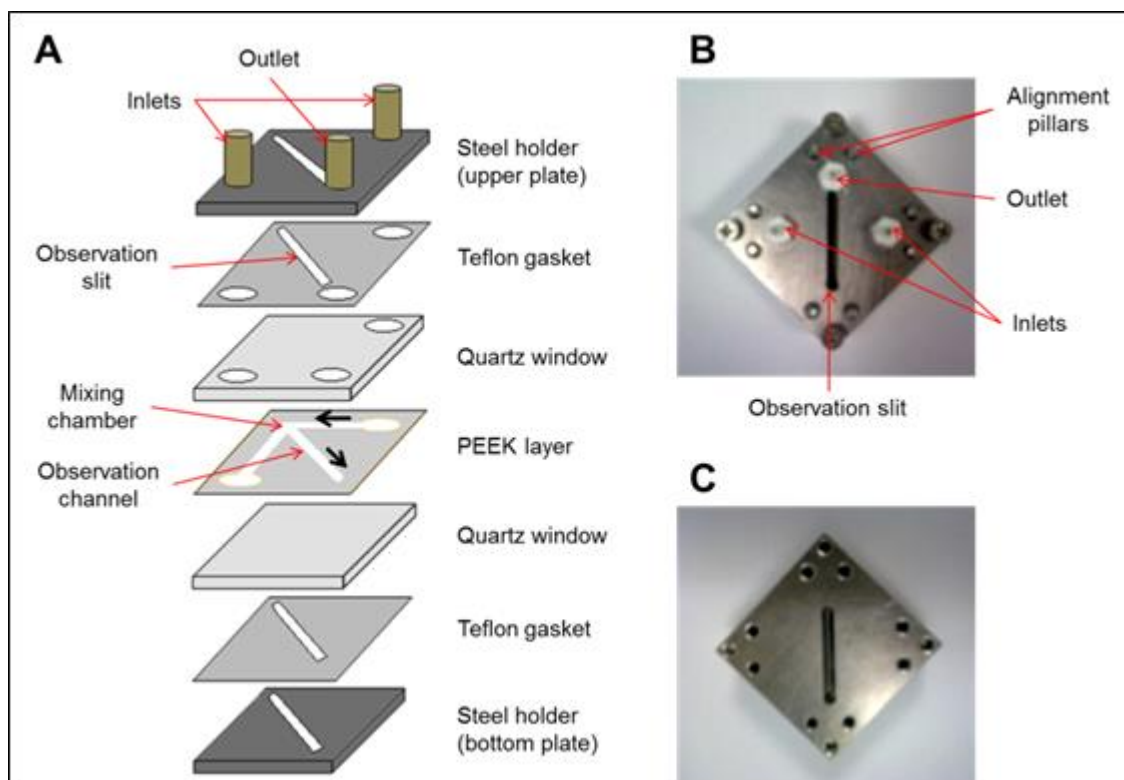 A
Outlet
Inlets
Steel holder
(upper plate)
Observation
slit
Teflon gasket
Quartz window
Mixing
chamber
PEEK layer
Observation
channel
Quartz window
Teflon gasket
Steel holder
(bottom plate)
B
Alignment
pillars
Outlet
Inlets
Observation slit
C